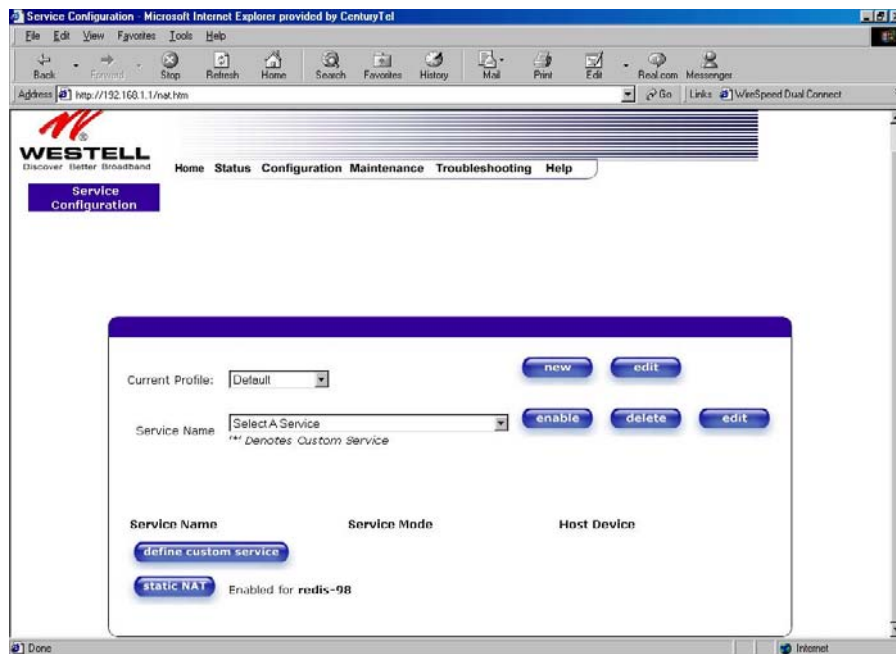 Service Configuration - Microsoft Internet Explorer provided by CenturyTel
File Edit View Favorites Tools Help
Back Forward Stop Refresh Home Search Favorites History Mail Print Edit Real.com Messenger
Address http://192.168.1.1/nat.htm Go Links WireSpeed Dual Connect
WESTELL
Discover Better Broadband
Home Status Configuration Maintenance Troubleshooting Help
Service
Configuration
Current Profile: Default new edit
Service Name Select A Service enable delete edit
'*' Denotes Custom Service
Service Name Service Mode Host Device
define custom service
static NAT Enabled for redis-98
Done Internet